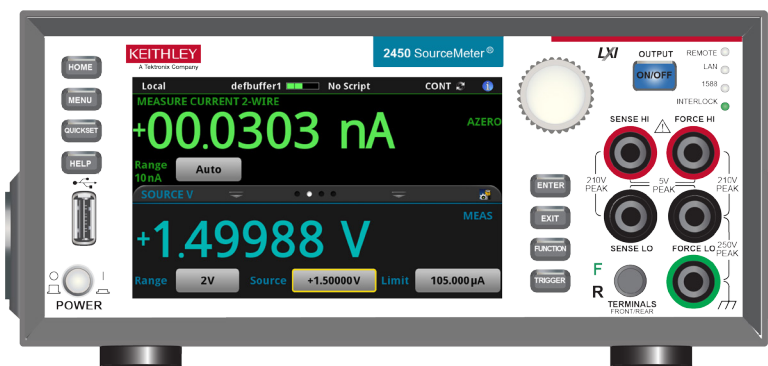 KEITHLEY
A Tektronix Company
2450 SourceMeter®
HOME
MENU
QUICKSET
HELP
POWER
Local defbuffer1 No Script CONT i
MEASURE CURRENT 2-WIRE
+00.0303 nA
AZERO
Range
10nA
Auto
SOURCE V
MEAS
+1.49988 V
Range 2V Source +1.50000V Limit 105.000µA
ENTER
EXIT
FUNCTION
TRIGGER
LXI
OUTPUT
ON/OFF
REMOTE
LAN
1588
INTERLOCK
SENSE HI
FORCE HI
210V
PEAK
5V
PEAK
210V
PEAK
SENSE LO
FORCE LO
250V
PEAK
F
R
TERMINALS
FRONT/REAR